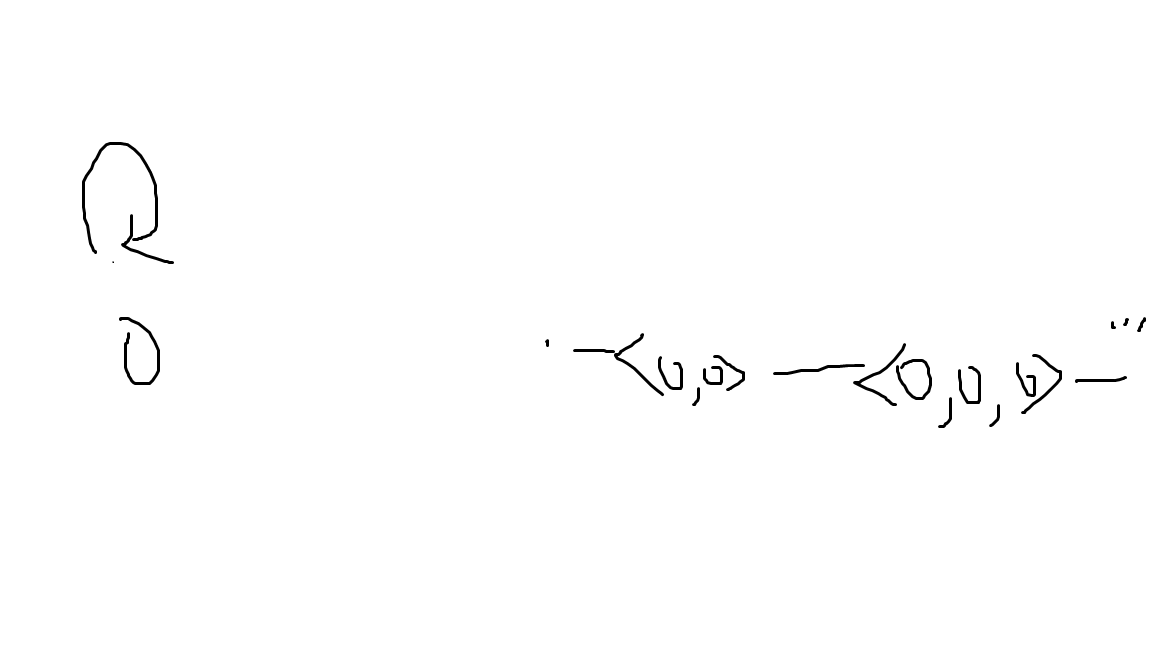 R
0 . — <0,0> — <0,0,0> — ...